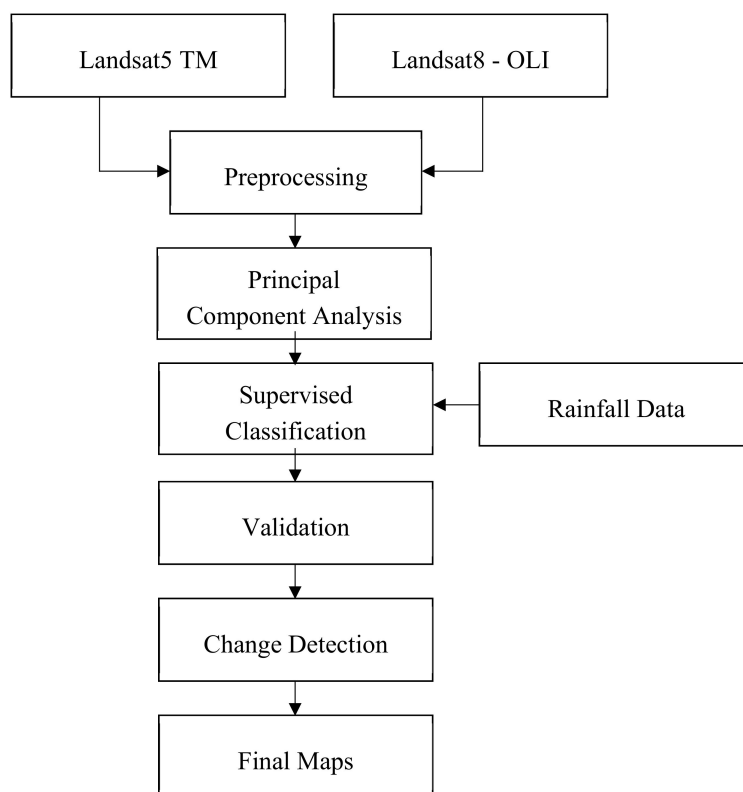 Landsat5 TM
Landsat8 - OLI
Preprocessing
Principal
Component Analysis
Supervised
Classification
Rainfall Data
Validation
Change Detection
Final Maps